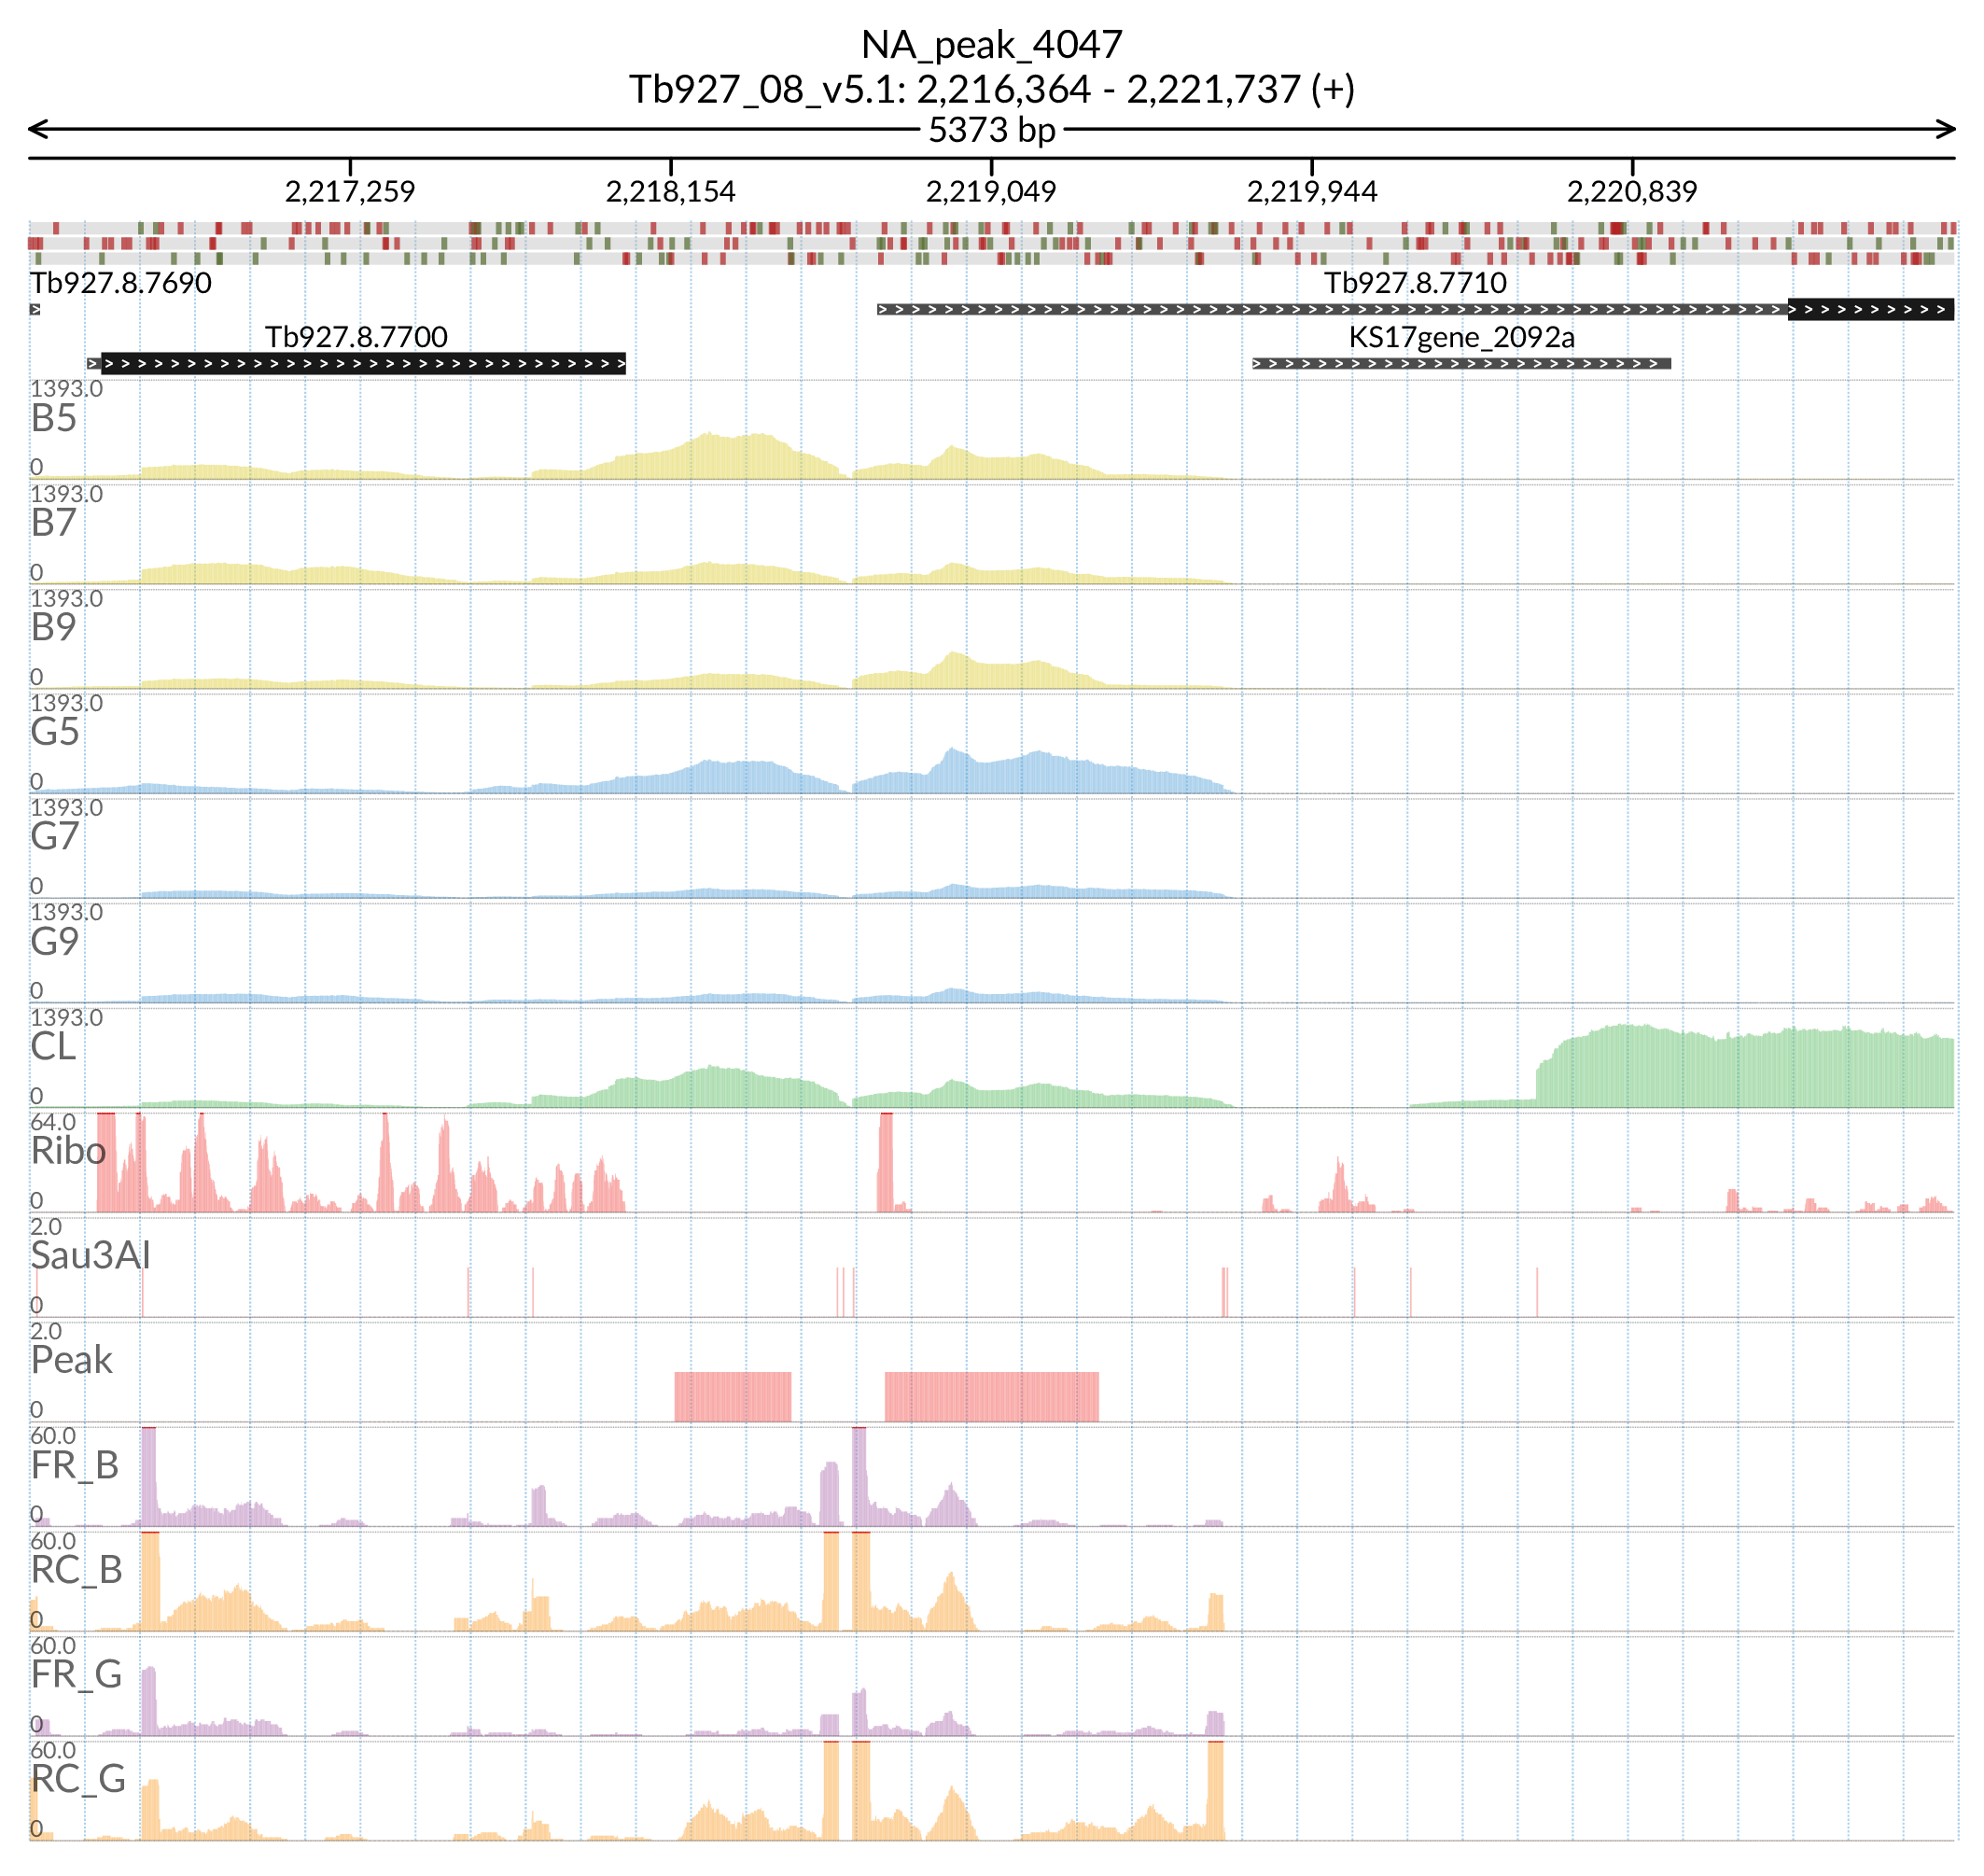 NA_peak_4047
Tb927_08_v5.1: 2,216,364 - 2,221,737 (+)
5373 bp
2,217,259 2,218,154 2,219,049 2,219,944 2,220,839
Tb927.8.7690 Tb927.8.7710
Tb927.8.7700 KS17gene_2092a
1393.0
B5
0
1393.0
B7
0
1393.0
B9
0
1393.0
G5
0
1393.0
G7
0
1393.0
G9
0
1393.0
CL
0
64.0
Ribo
0
2.0
Sau3AI
0
2.0
Peak
0
60.0
FR_B
0
60.0
RC_B
0
60.0
FR_G
0
60.0
RC_G
0